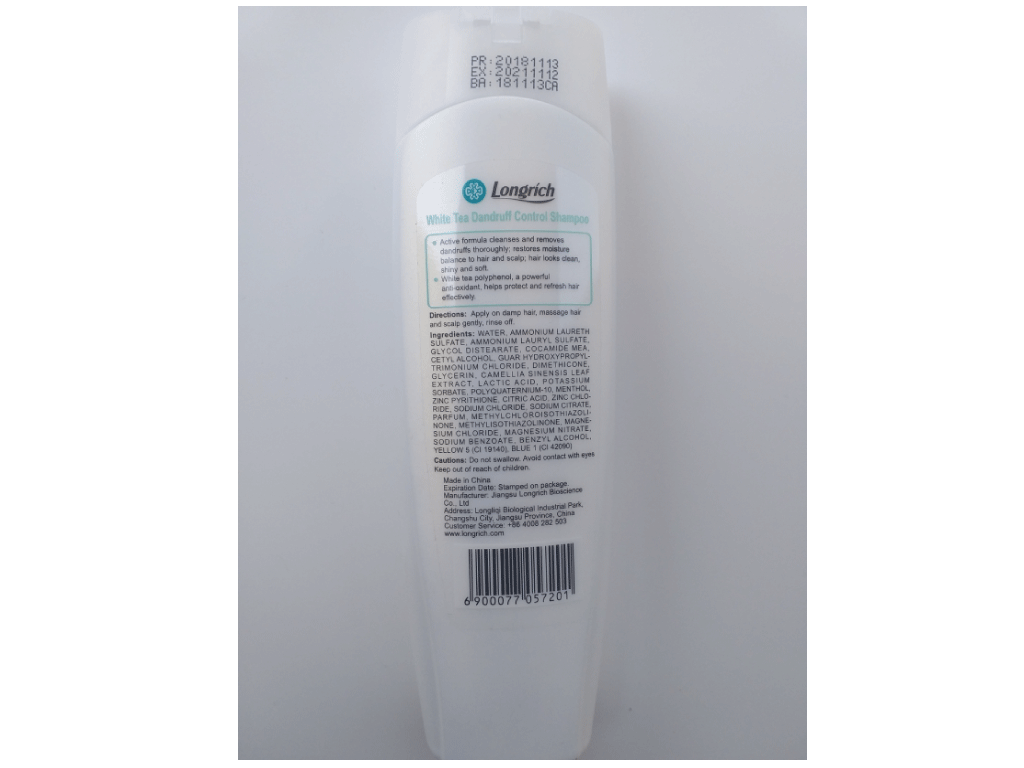 PR:20181113
EX:20211112
BA:181113CA
Longrich
White Tea Dandruff Control Shampoo
Active formula cleanses and removes
dandruffs thoroughly; restores moisture
balance to hair and scalp; hair looks clean,
shiny and soft.
White tea polyphenol, a powerful
anti-oxidant, helps protect and refresh hair
effectively.
Directions: Apply on damp hair, massage hair
and scalp gently, rinse off.
Ingredients: WATER, AMMONIUM LAURETH
SULFATE, AMMONIUM LAURYL SULFATE,
GLYCOL DISTEARATE, COCAMIDE MEA,
CETYL ALCOHOL, GUAR HYDROXYPROPYL-
TRIMONIUM CHLORIDE, DIMETHICONE,
GLYCERIN, CAMELLIA SINENSIS LEAF
EXTRACT, LACTIC ACID, POTASSIUM
SORBATE, POLYQUATERNIUM-10, MENTHOL,
ZINC PYRITHIONE, CITRIC ACID, ZINC CHLO-
RIDE, SODIUM CHLORIDE, SODIUM CITRATE,
PARFUM, METHYLCHLOROISOTHIAZOLI-
NONE, METHYLISOTHIAZOLINONE, MAGNE-
SIUM CHLORIDE, MAGNESIUM NITRATE,
SODIUM BENZOATE, BENZYL ALCOHOL,
YELLOW 5 (CI 19140), BLUE 1 (CI 42090)
Cautions: Do not swallow. Avoid contact with eyes
Keep out of reach of children.
Made in China
Expiration Date: Stamped on package.
Manufacturer: Jiangsu Longrich Bioscience
Co., Ltd
Address: Longliqi Biological Industrial Park,
Changshu City, Jiangsu Province, China
Customer Service: +86 4008 282 503
www.longrich.com
6 900077 057201